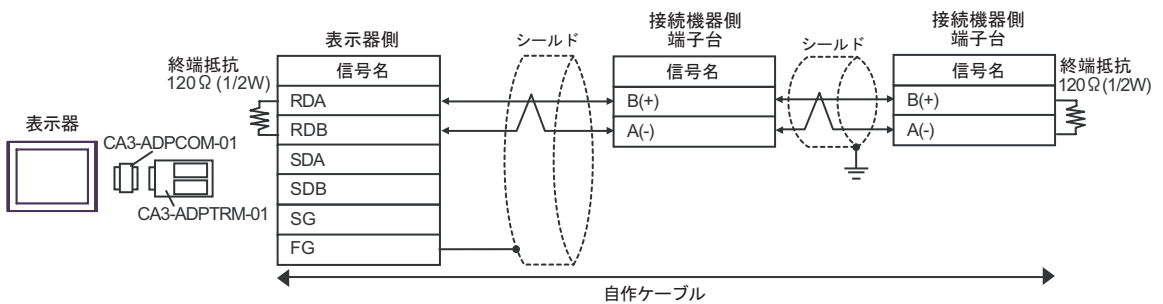 表示器
CA3-ADPCOM-01
CA3-ADPTRM-01
終端抵抗
120Ω(1/2W)
表示器側
信号名
RDA
RDB
SDA
SDB
SG
FG
シールド
接続機器側
端子台
信号名
B(+)
A(-)
シールド
接続機器側
端子台
信号名
B(+)
A(-)
終端抵抗
120Ω(1/2W)
自作ケーブル